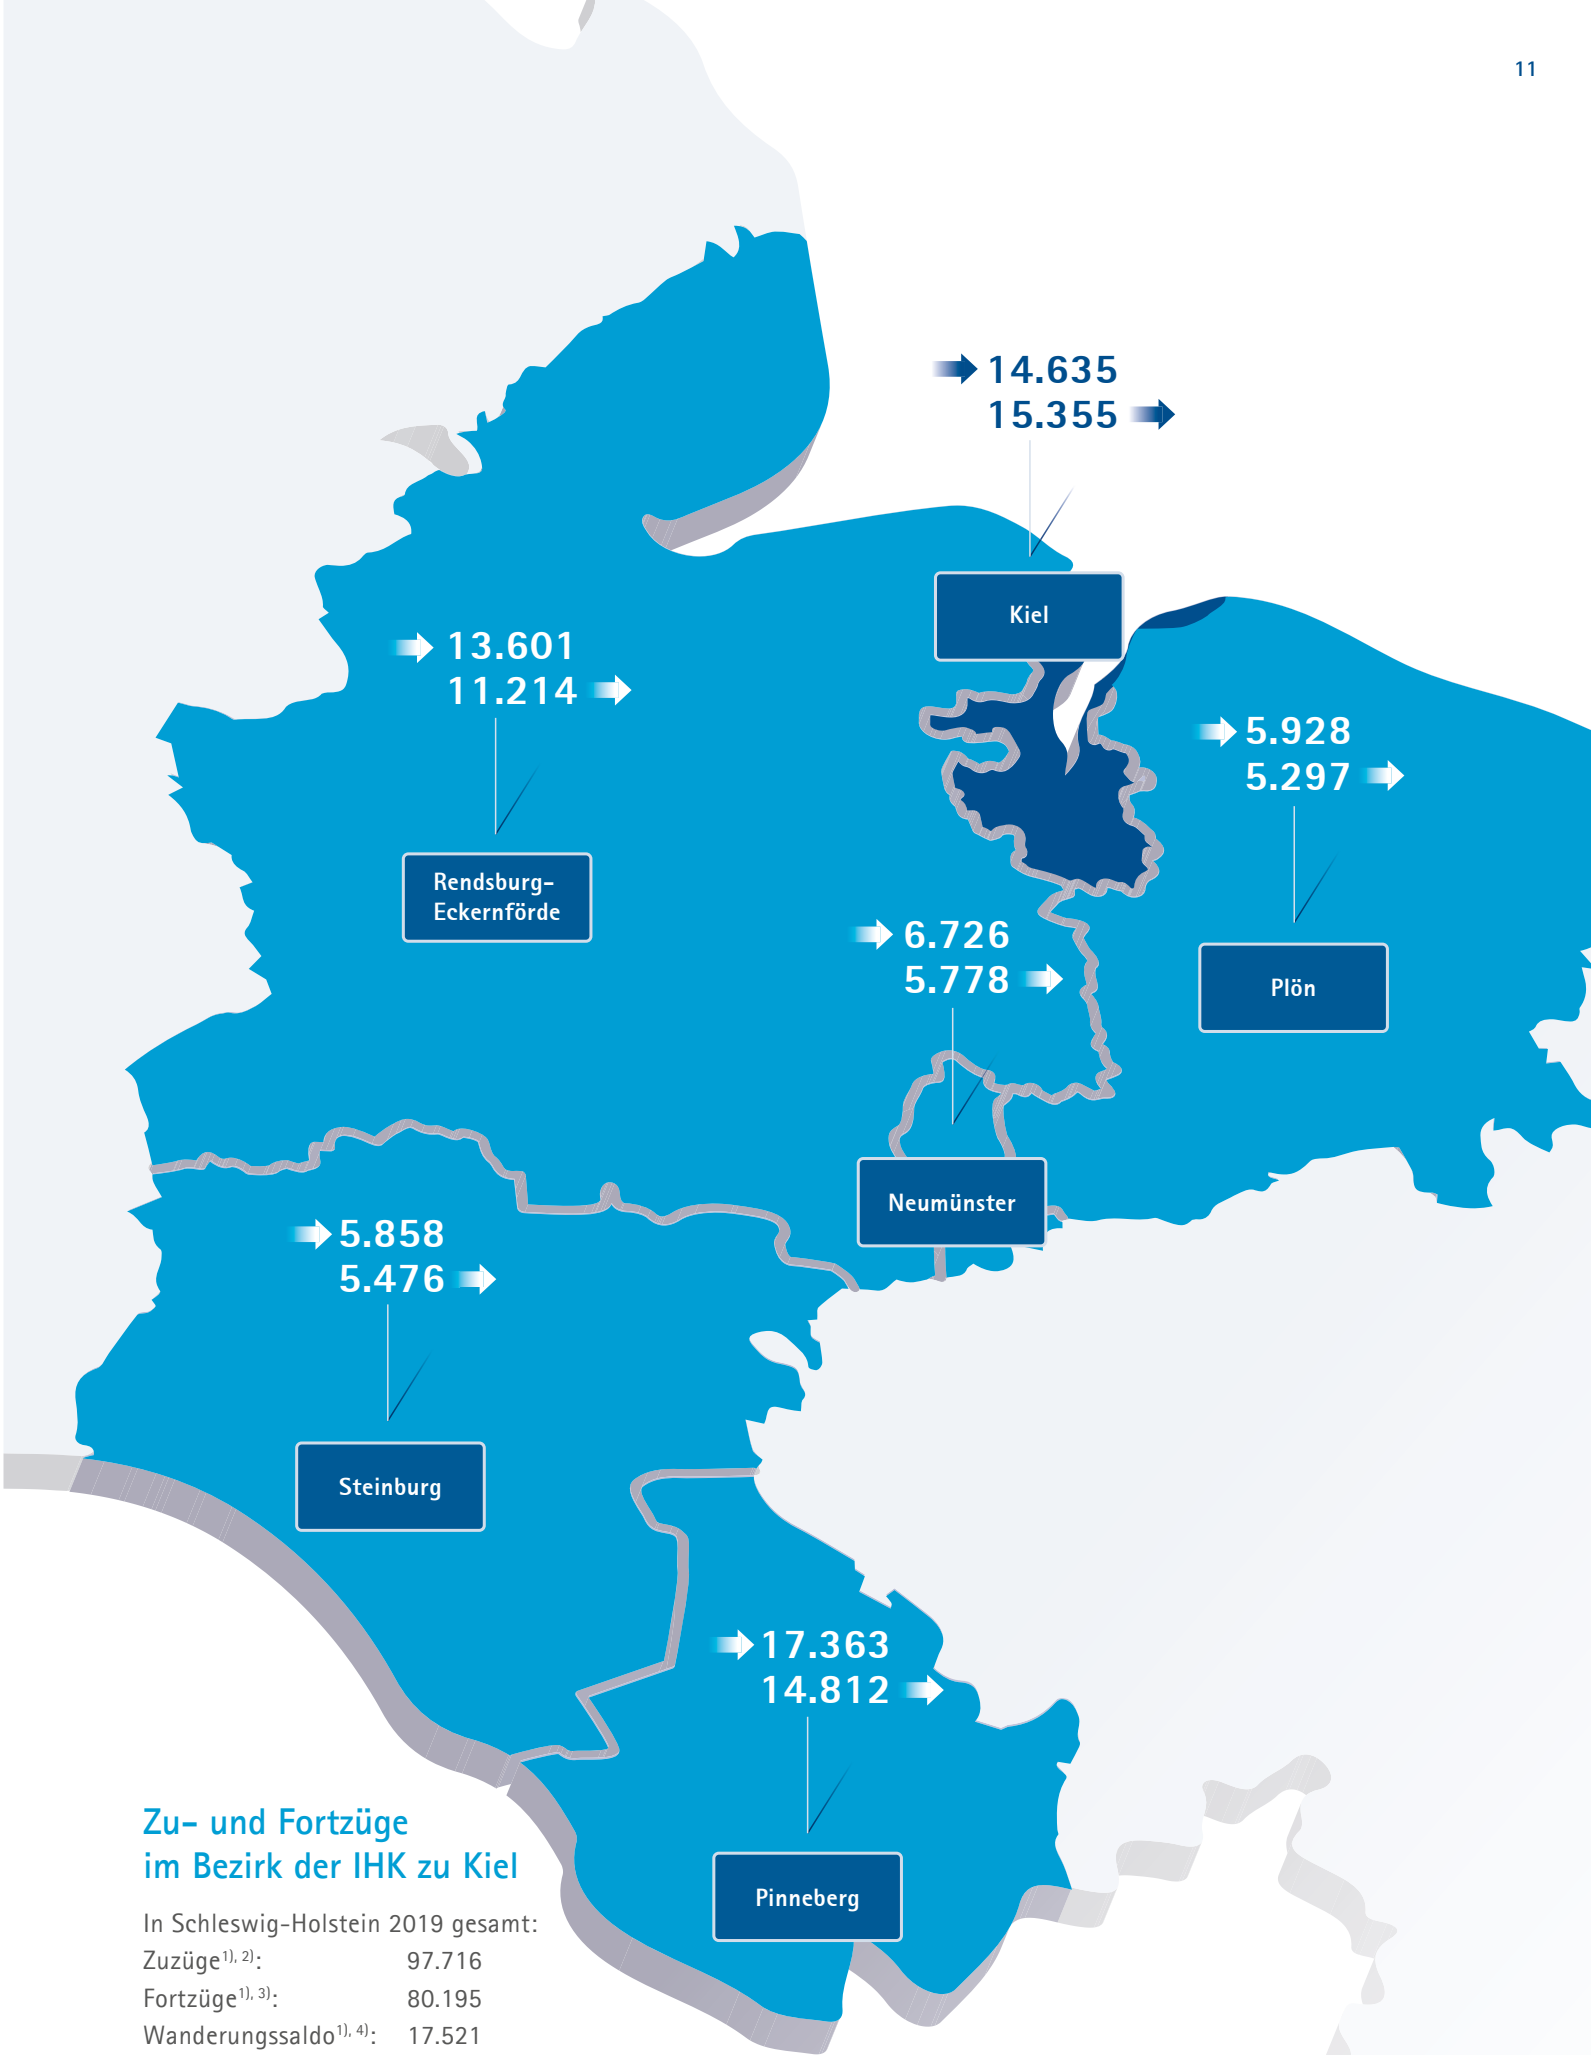 11
14.635
15.355
Kiel
13.601
11.214
Rendsburg-
Eckernförde
5.928
5.297
Plön
6.726
5.778
Neumünster
5.858
5.476
Steinburg
17.363
14.812
Pinneberg
Zu- und Fortzüge
im Bezirk der IHK zu Kiel
In Schleswig-Holstein 2019 gesamt:
Zuzüge1), 2): 97.716
Fortzüge1), 3): 80.195
Wanderungssaldo1), 4): 17.521